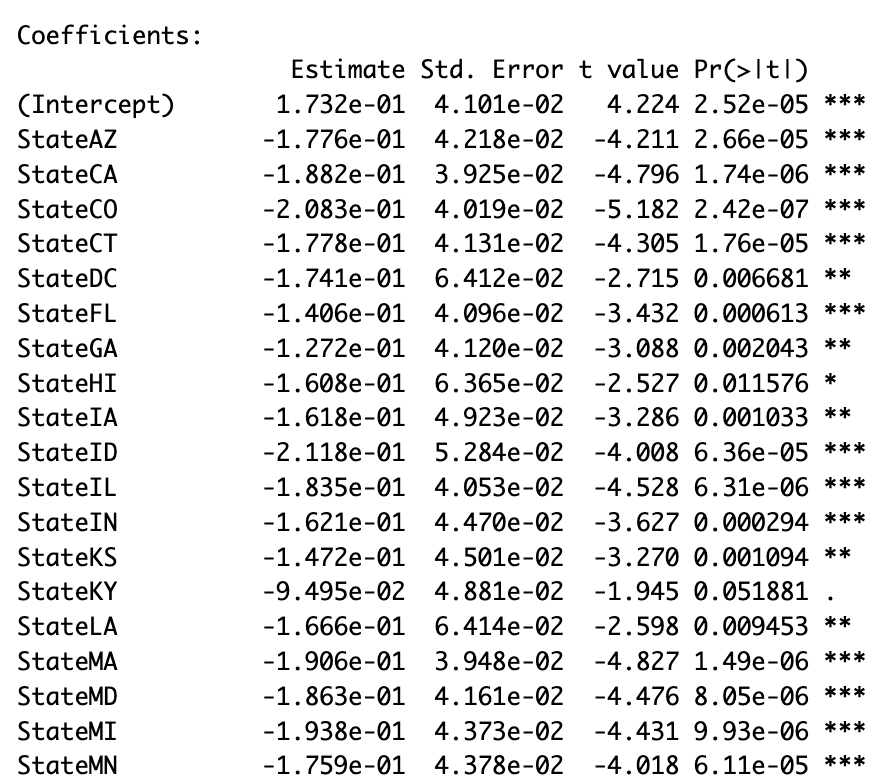 Coefficients:
Estimate Std. Error t value Pr(>|t|)
(Intercept) 1.732e-01 4.101e-02 4.224 2.52e-05 ***
StateAZ -1.776e-01 4.218e-02 -4.211 2.66e-05 ***
StateCA -1.882e-01 3.925e-02 -4.796 1.74e-06 ***
StateCO -2.083e-01 4.019e-02 -5.182 2.42e-07 ***
StateCT -1.778e-01 4.131e-02 -4.305 1.76e-05 ***
StateDC -1.741e-01 6.412e-02 -2.715 0.006681 **
StateFL -1.406e-01 4.096e-02 -3.432 0.000613 ***
StateGA -1.272e-01 4.120e-02 -3.088 0.002043 **
StateHI -1.608e-01 6.365e-02 -2.527 0.011576 *
StateIA -1.618e-01 4.923e-02 -3.286 0.001033 **
StateID -2.118e-01 5.284e-02 -4.008 6.36e-05 ***
StateIL -1.835e-01 4.053e-02 -4.528 6.31e-06 ***
StateIN -1.621e-01 4.470e-02 -3.627 0.000294 ***
StateKS -1.472e-01 4.501e-02 -3.270 0.001094 **
StateKY -9.495e-02 4.881e-02 -1.945 0.051881 .
StateLA -1.666e-01 6.414e-02 -2.598 0.009453 **
StateMA -1.906e-01 3.948e-02 -4.827 1.49e-06 ***
StateMD -1.863e-01 4.161e-02 -4.476 8.05e-06 ***
StateMI -1.938e-01 4.373e-02 -4.431 9.93e-06 ***
StateMN -1.759e-01 4.378e-02 -4.018 6.11e-05 ***